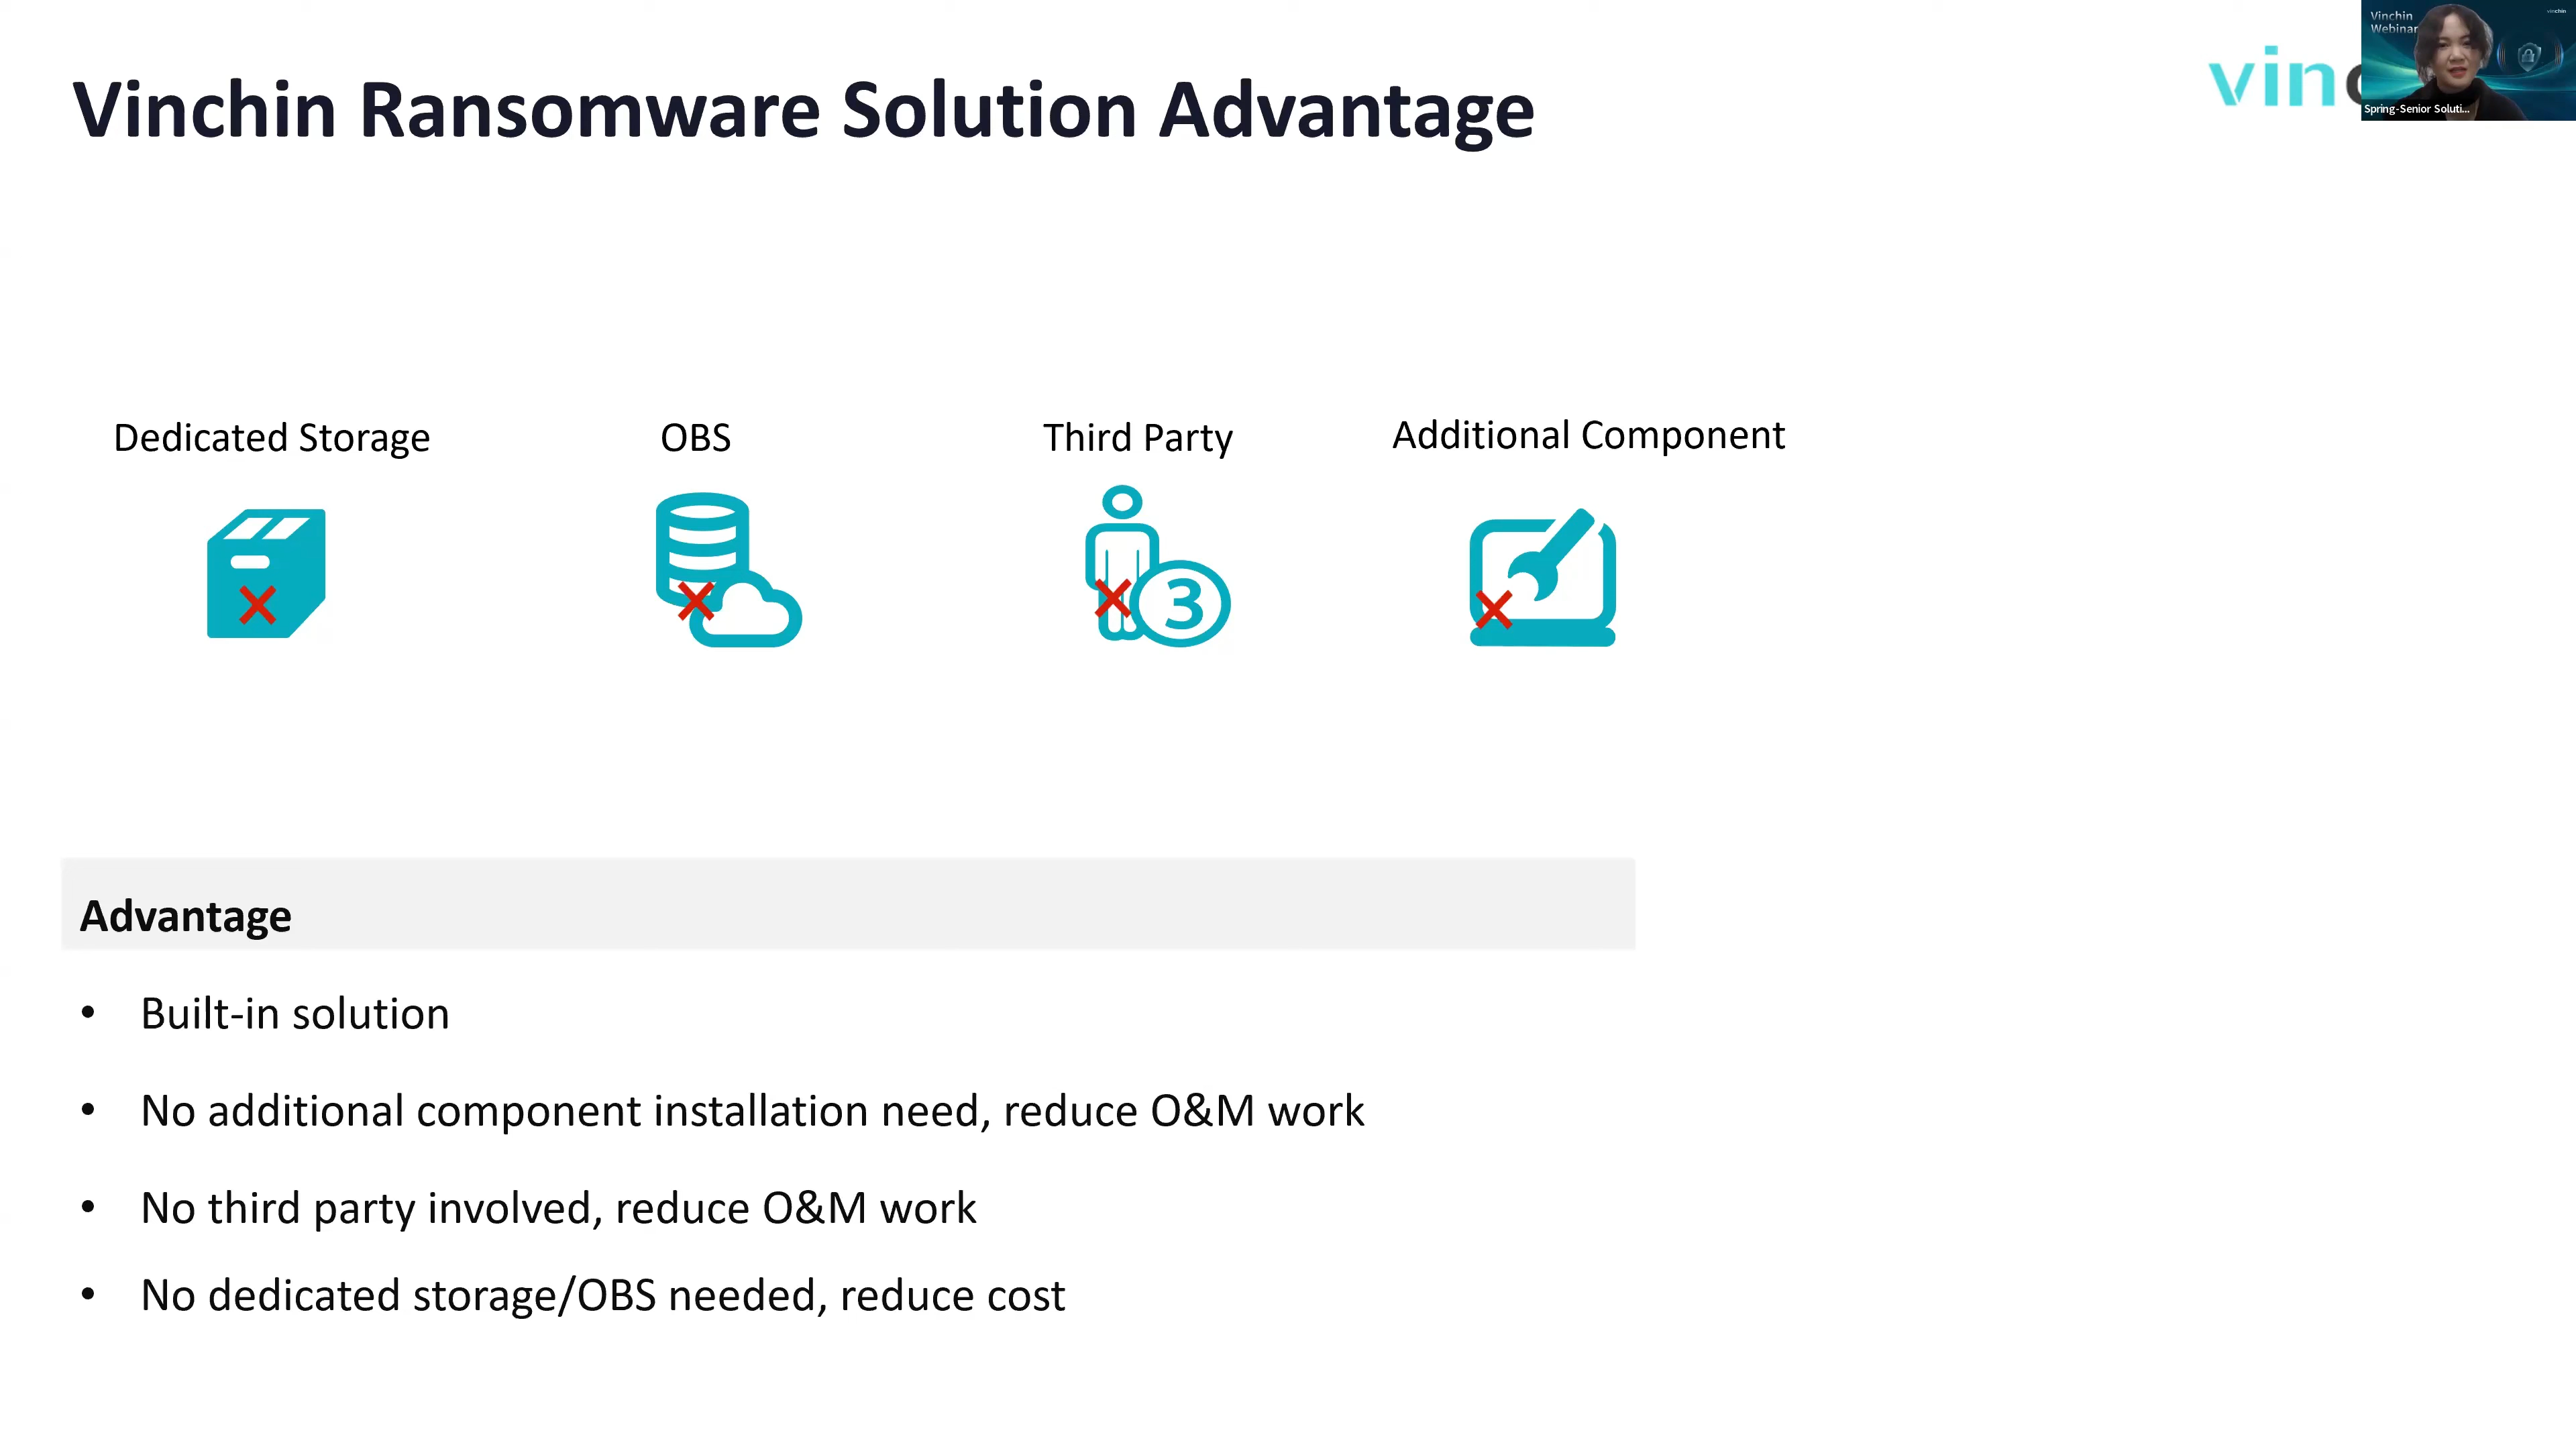 Vinchin Ransomware Solution Advantage
vinc
Vinchin
Webinar
vinchin
Spring-Senior Soluti...
Dedicated Storage
OBS
Third Party
Additional Component
3
Advantage
• Built-in solution
• No additional component installation need, reduce O&M work
• No third party involved, reduce O&M work
• No dedicated storage/OBS needed, reduce cost